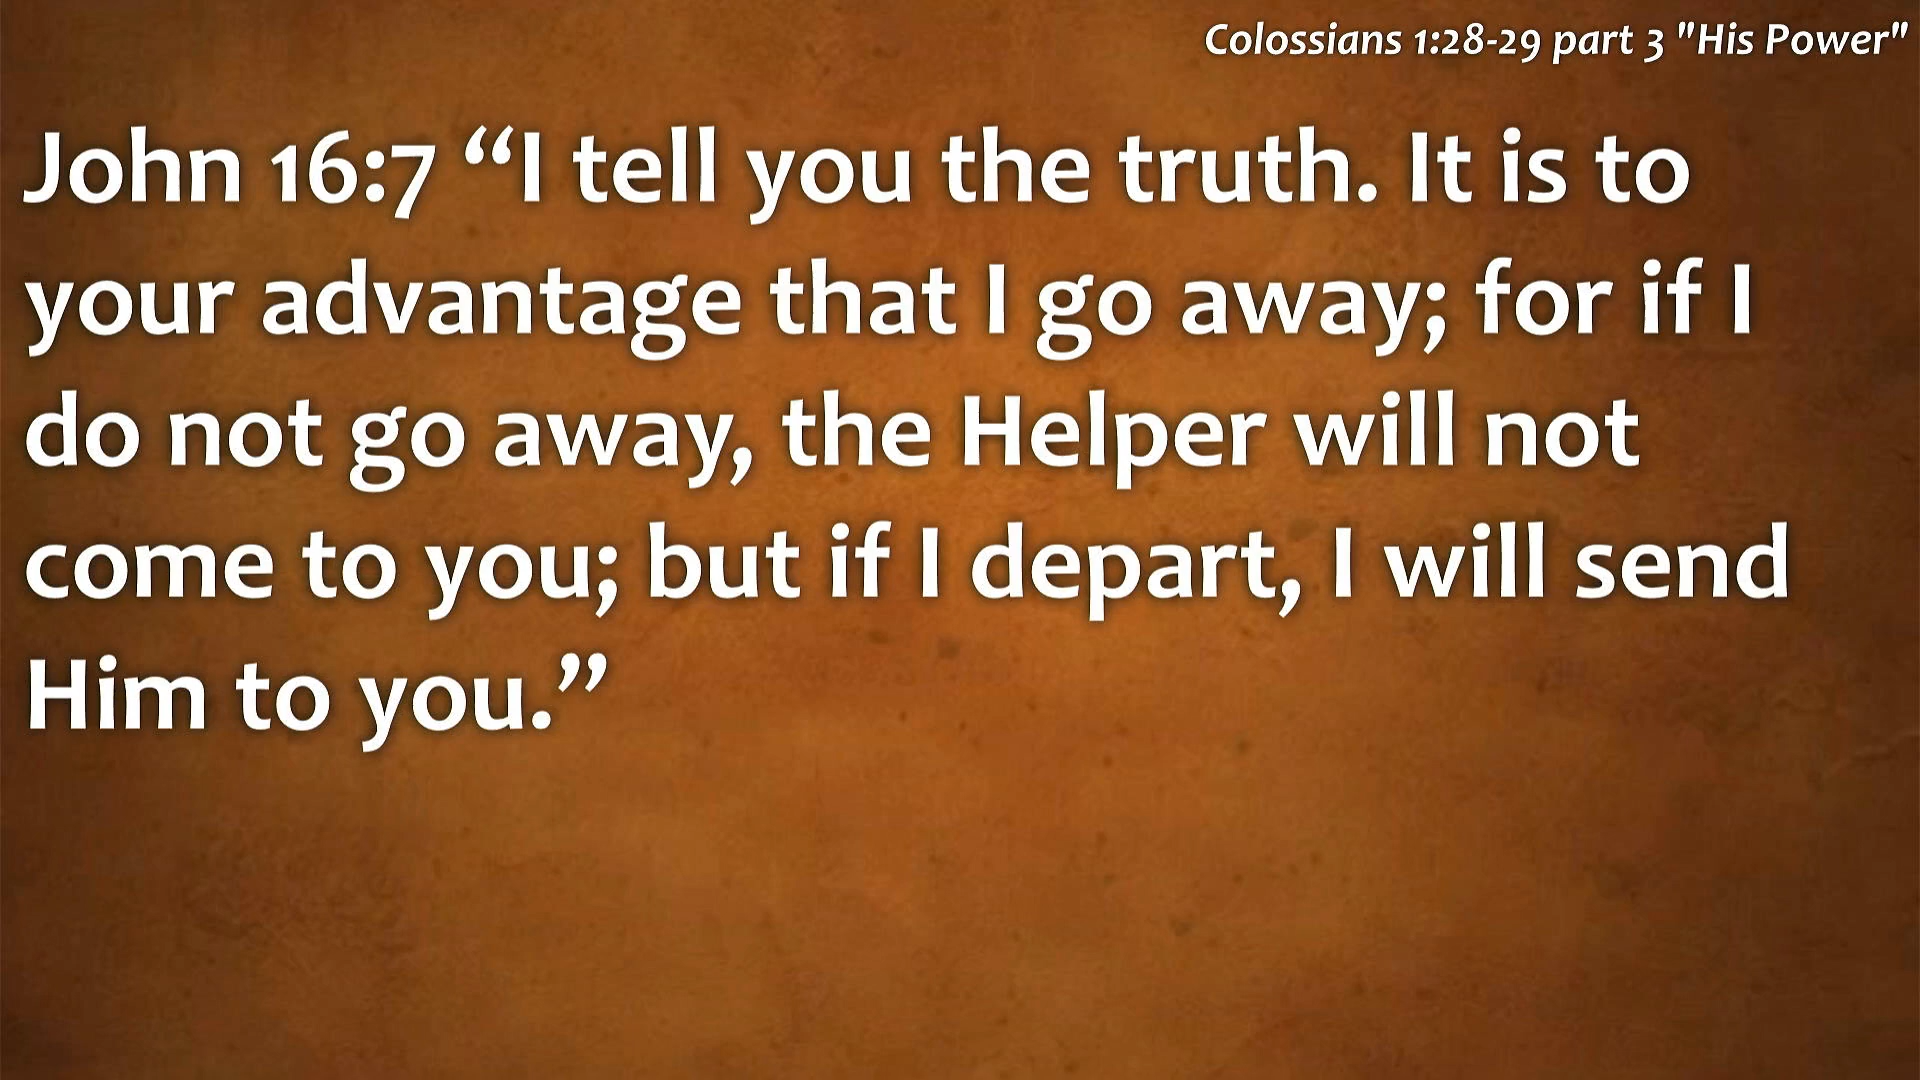 Colossians 1:28-29 part 3 "His Power"
John 16:7 “I tell you the truth. It is to
your advantage that I go away; for if I
do not go away, the Helper will not
come to you; but if I depart, I will send
Him to you.”